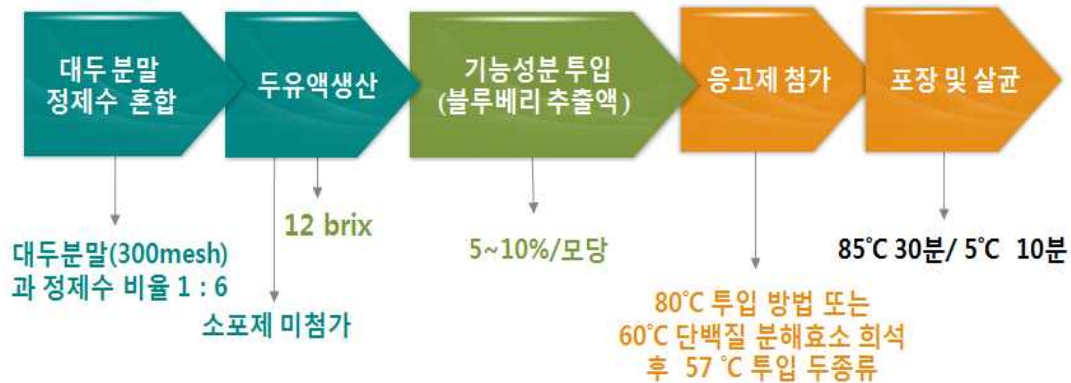 대두 분말
정제수 혼합
두유액생산
기능성분 투입
(블루베리 추출액)
응고제 첨가
포장 및 살균
대두분말(300mesh)
과 정제수 비율 1 : 6
12 brix
소포제 미첨가
5~10%/모당
80℃ 투입 방법 또는
60℃ 단백질 분해효소 희석
후 57 ℃ 투입 두종류
85℃ 30분/ 5℃ 10분